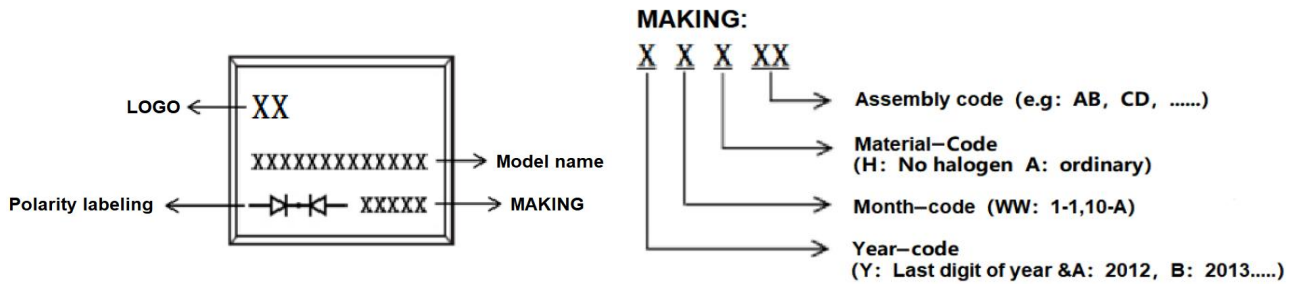 LOGO
XX
XXXXXXXXXXXXX
Model name
Polarity labeling
XXXXX
MAKING
MAKING:
X X X XX
Assembly code (e.g: AB, CD, ......)
Material-Code
(H: No halogen A: ordinary)
Month-code (WW: 1-1,10-A)
Year-code
(Y: Last digit of year &A: 2012, B: 2013.....)